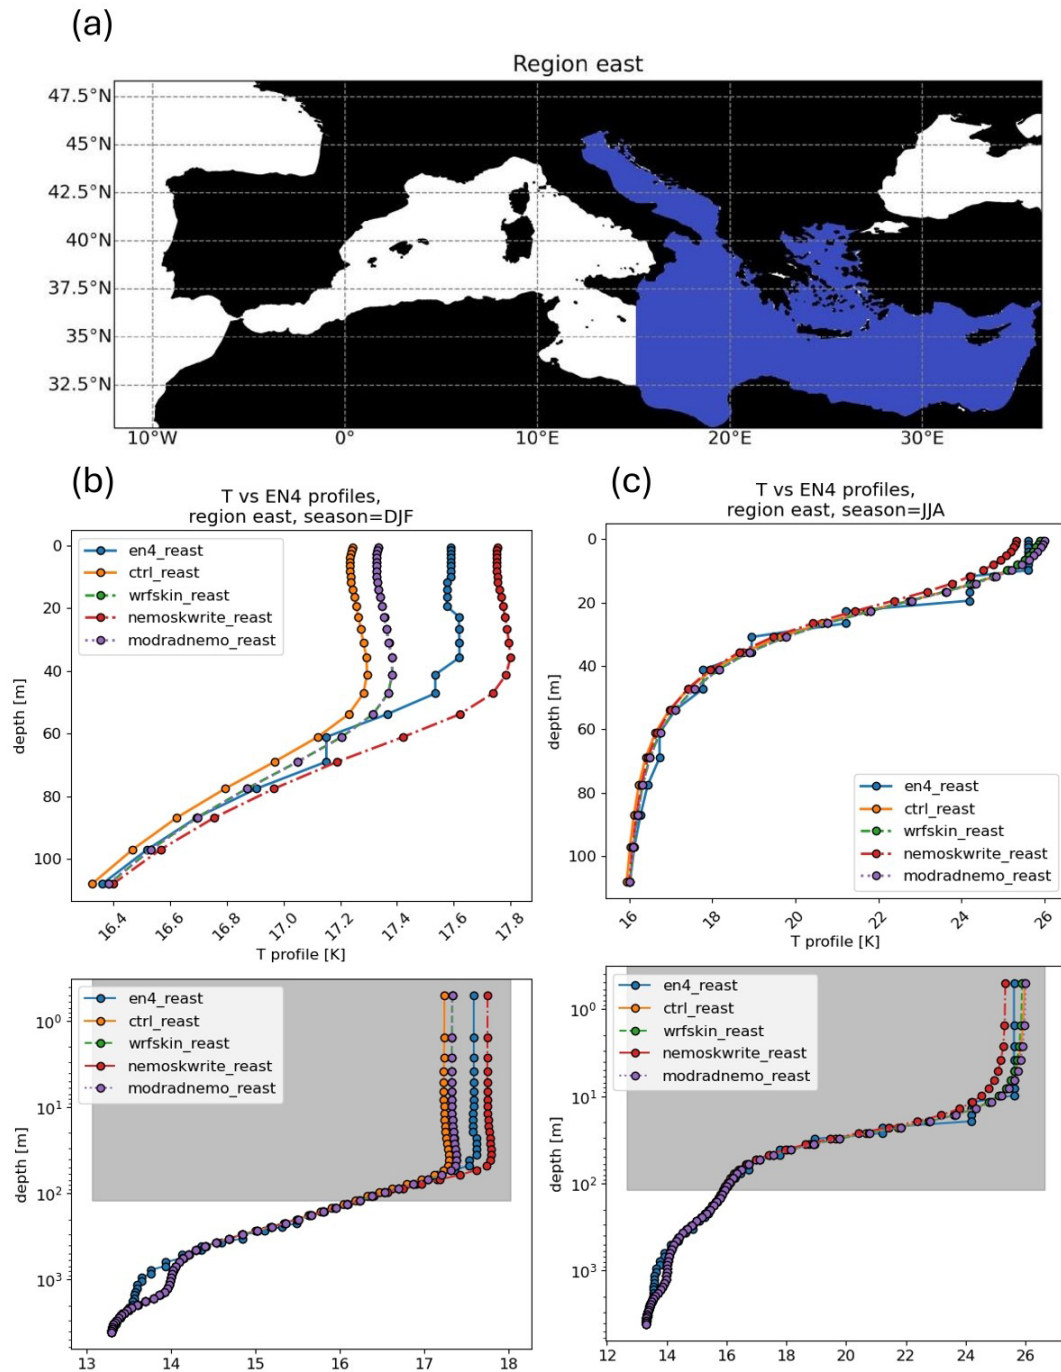 (a)
Region east
47.5°N
45°N
42.5°N
40°N
37.5°N
35°N
32.5°N
10°W
0°
10°E
20°E
30°E
(b)
T vs EN4 profiles,
region east, season=DJF
0
20
40
60
80
100
depth [m]
en4_reast
ctrl_reast
wrfskin_reast
nemoskwrite_reast
modradnemo_reast
16.4
16.6
16.8
17.0
17.2
17.4
17.6
17.8
T profile [K]
(c)
T vs EN4 profiles,
region east, season=JJA
0
20
40
60
80
100
depth [m]
en4_reast
ctrl_reast
wrfskin_reast
nemoskwrite_reast
modradnemo_reast
16
18
20
22
24
26
T profile [K]
en4_reast
ctrl_reast
wrfskin_reast
nemoskwrite_reast
modradnemo_reast
10⁰
10¹
10²
10³
depth [m]
13
14
15
16
17
18
en4_reast
ctrl_reast
wrfskin_reast
nemoskwrite_reast
modradnemo_reast
10⁰
10¹
10²
10³
depth [m]
12
14
16
18
20
22
24
26